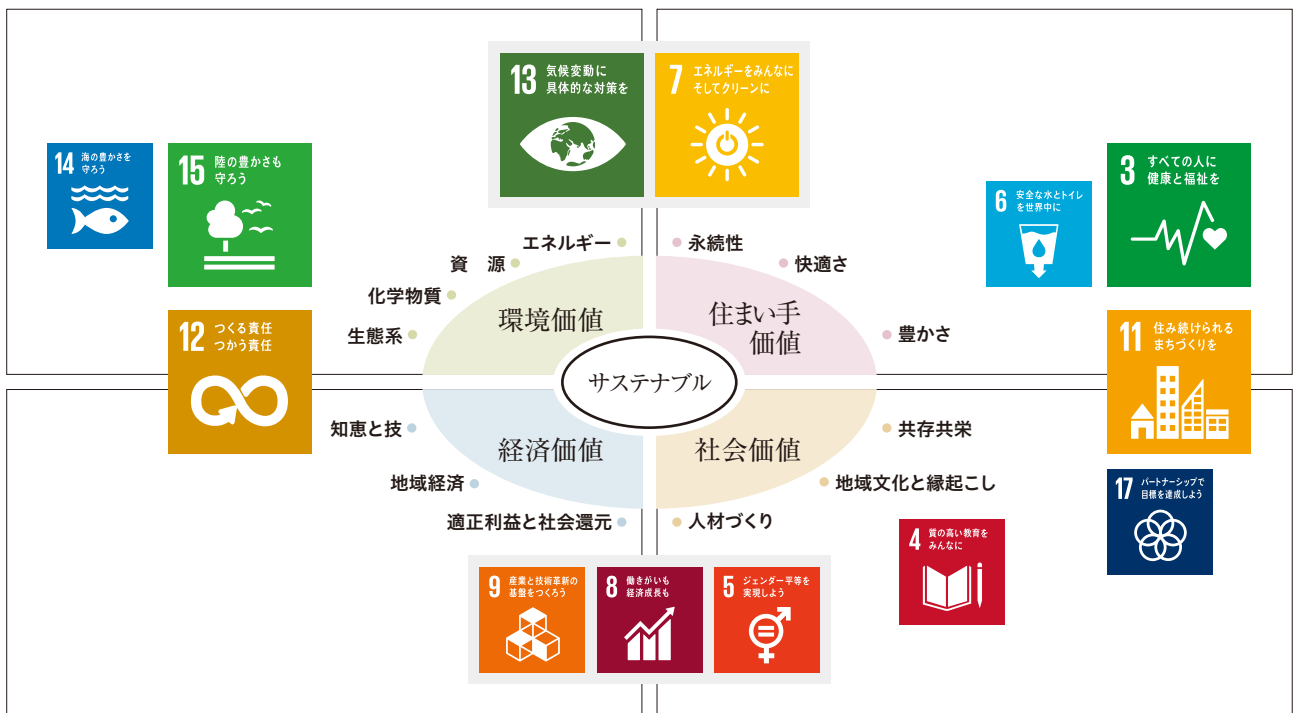 13 気候変動に
具体的な対策を
7 エネルギーをみんなに
そしてクリーンに
14 海の豊かさを
守ろう
15 陸の豊かさも
守ろう
6 安全な水とトイレ
を世界中に
3 すべての人に
健康と福祉を
エネルギー
資　源
化学物質
生態系
環境価値
永続性
快適さ
豊かさ
住まい手
価値
12 つくる責任
つかう責任
11 住み続けられる
まちづくりを
サステナブル
知恵と技
地域経済
適正利益と社会還元
経済価値
社会価値
共存共栄
地域文化と縁起こし
人材づくり
17 パートナーシップで
目標を達成しよう
4 質の高い教育を
みんなに
9 産業と技術革新の
基盤をつくろう
8 働きがいも
経済成長も
5 ジェンダー平等を
実現しよう